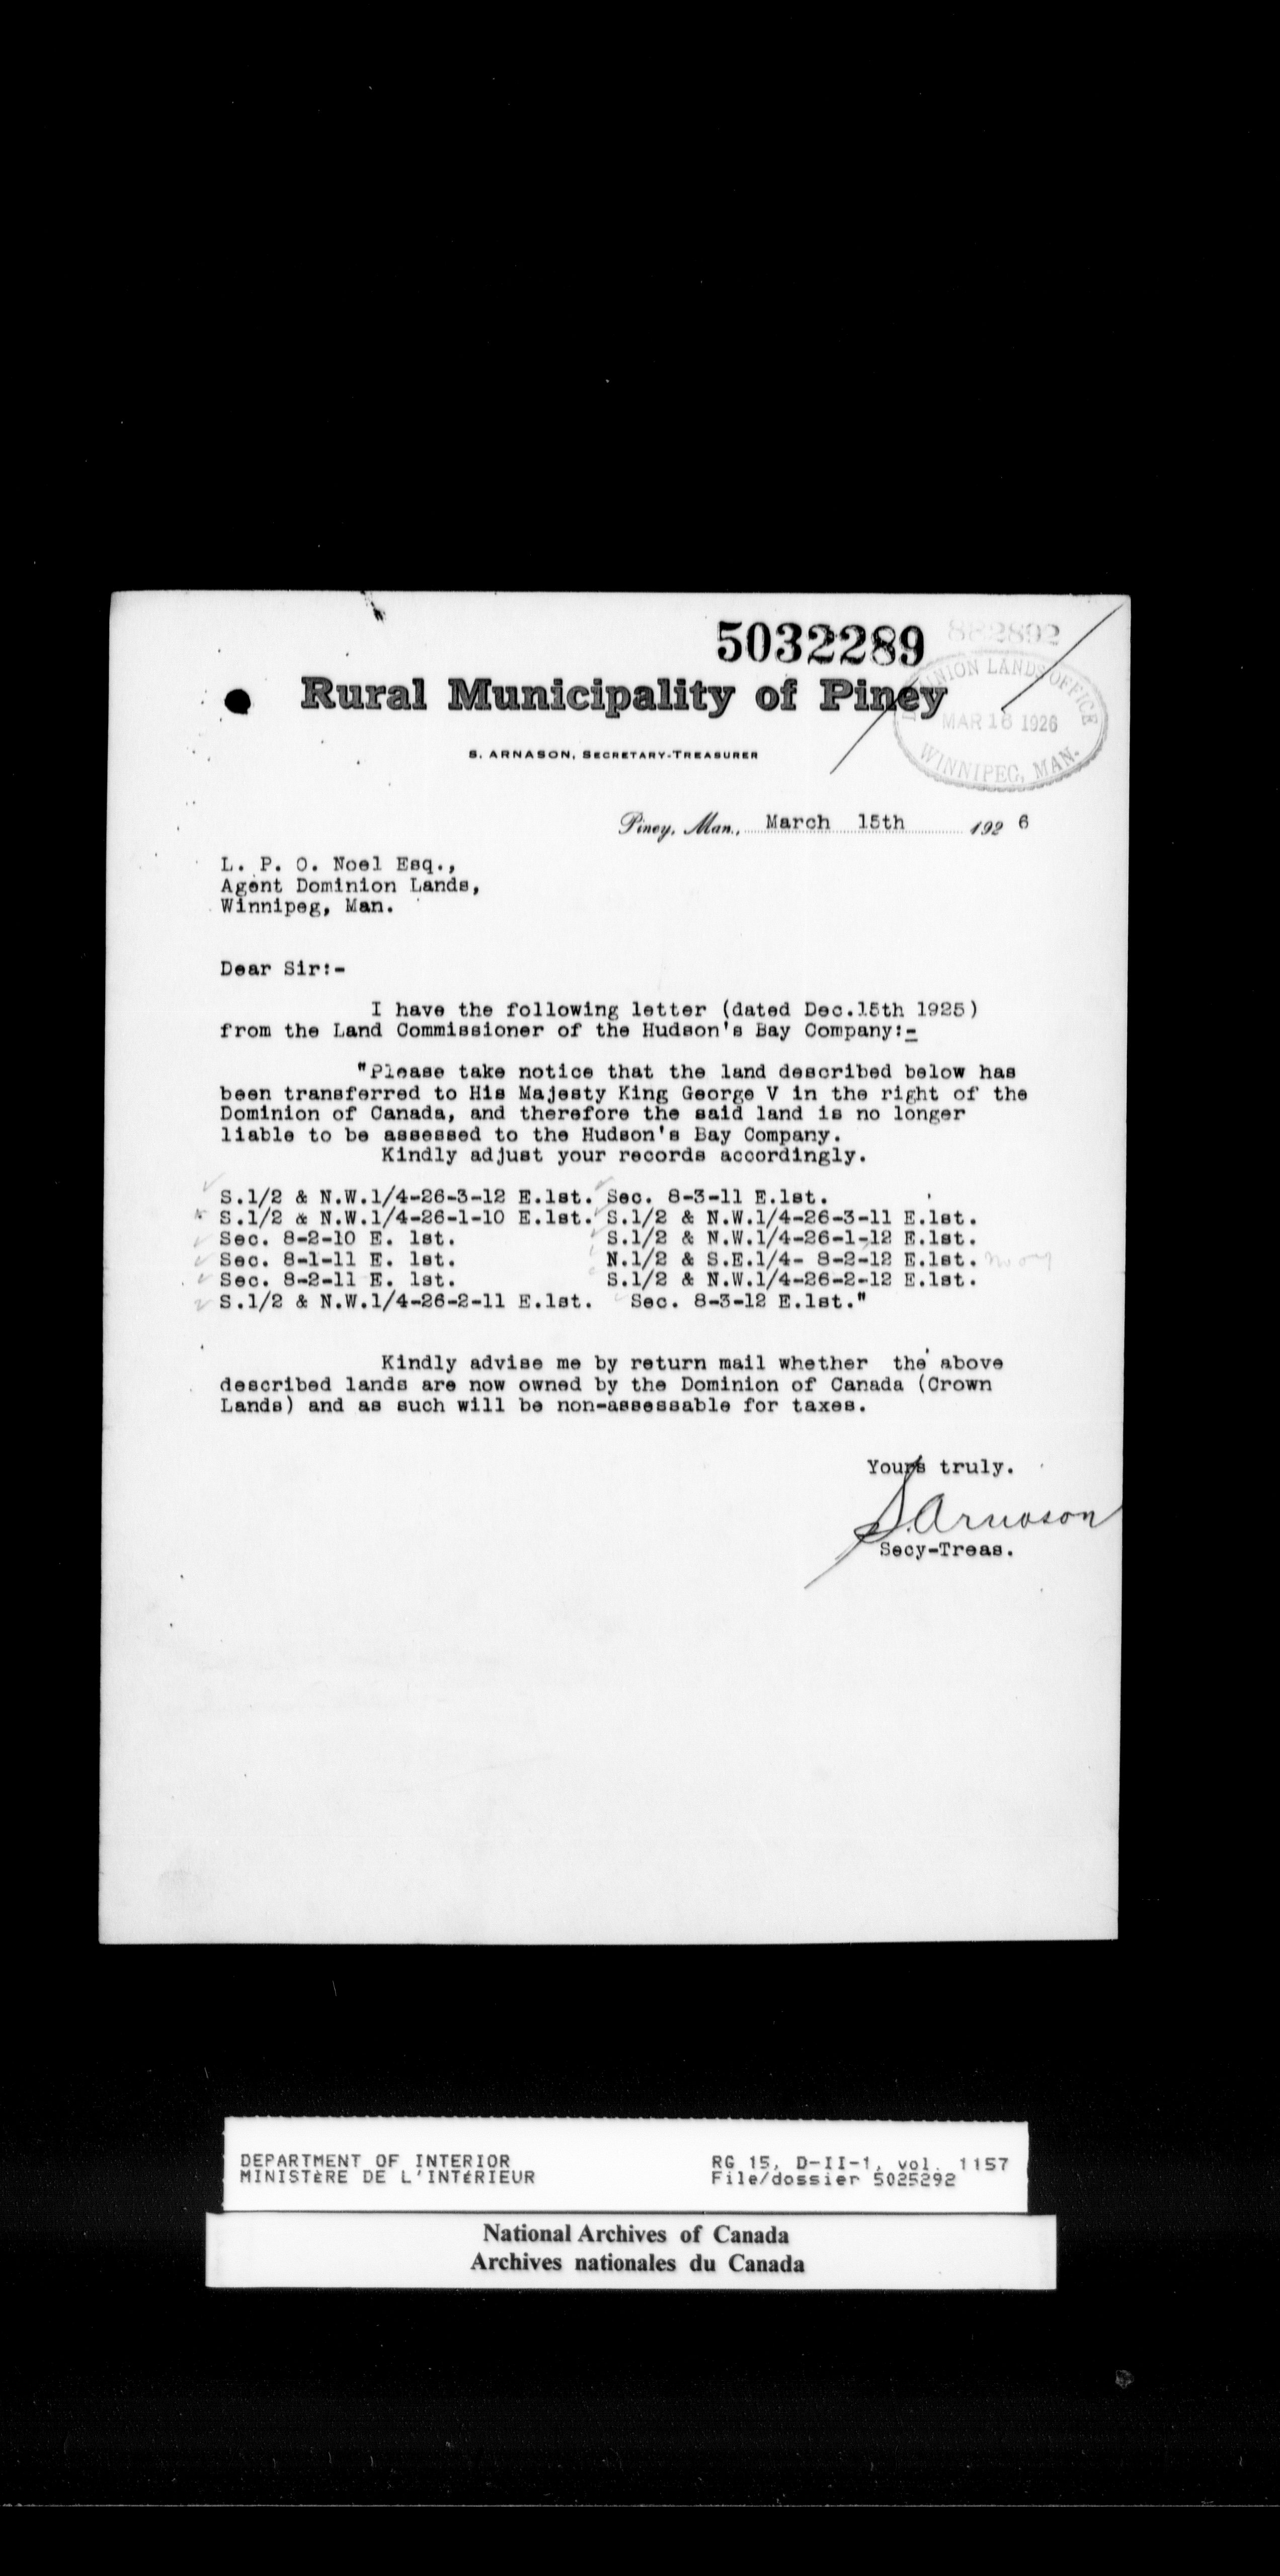 5032289
882892
DOMINION LANDS OFFICE
MAR 18 1926
WINNIPEG, MAN.
Rural Municipality of Piney
S. ARNASON, SECRETARY-TREASURER
Piney, Man., March 15th 192 6
L. P. O. Noel Esq.,
Agent Dominion Lands,
Winnipeg, Man.
Dear Sir:-
I have the following letter (dated Dec.15th 1925)
from the Land Commissioner of the Hudson's Bay Company:-
"Please take notice that the land described below has
been transferred to His Majesty King George V in the right of the
Dominion of Canada, and therefore the said land is no longer
liable to be assessed to the Hudson's Bay Company.
Kindly adjust your records accordingly.
S.1/2 & N.W.1/4-26-3-12 E.1st. Sec. 8-3-11 E.1st.
S.1/2 & N.W.1/4-26-1-10 E.1st. S.1/2 & N.W.1/4-26-3-11 E.1st.
Sec. 8-2-10 E. 1st. S.1/2 & N.W.1/4-26-1-12 E.1st.
Sec. 8-1-11 E. 1st. N.1/2 & S.E.1/4- 8-2-12 E.1st.
Sec. 8-2-11 E. 1st. S.1/2 & N.W.1/4-26-2-12 E.1st.
S.1/2 & N.W.1/4-26-2-11 E.1st. Sec. 8-3-12 E.1st."
Kindly advise me by return mail whether the above
described lands are now owned by the Dominion of Canada (Crown
Lands) and as such will be non-assessable for taxes.
Yours truly.
S. Arnason
Secy-Treas.
DEPARTMENT OF INTERIOR RG 15, D-II-1, vol. 1157
MINISTÈRE DE L'INTÉRIEUR File/dossier 5025292
National Archives of Canada
Archives nationales du Canada